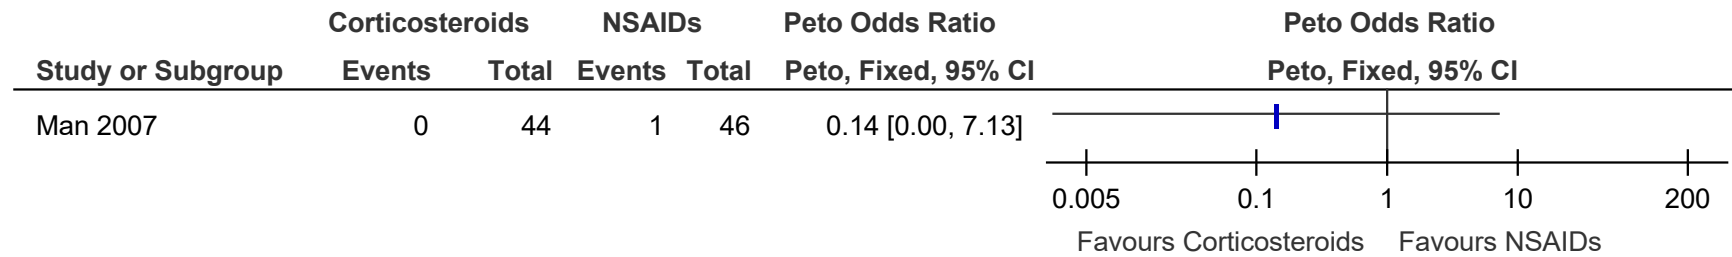 Corticosteroids NSAIDs Peto Odds Ratio Peto Odds Ratio
Study or Subgroup Events Total Events Total Peto, Fixed, 95% CI Peto, Fixed, 95% CI
Man 2007 0 44 1 46 0.14 [0.00, 7.13]
0.005 0.1 1 10 200
Favours Corticosteroids Favours NSAIDs